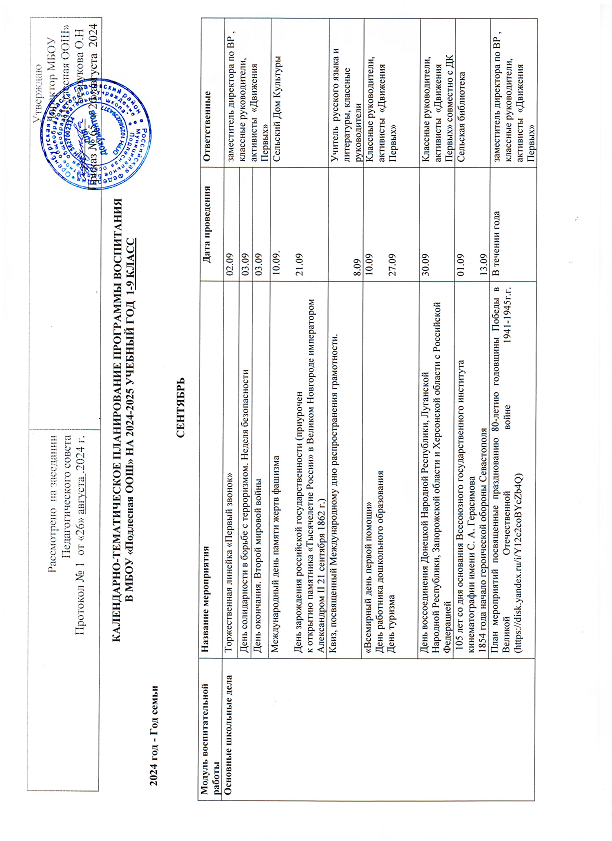 Рассмотрено на заседании
Педагогического совета
Протокол № 1 от «26» августа 2024 г.
Утверждаю
Директор МБОУ
ООШ»
О.Н
августа 2024
КАЛЕНДАРНО-ТЕМАТИЧЕСКОЕ ПЛАНИРОВАНИЕ ПРОГРАММЫ ВОСПИТАНИЯ
В МБОУ «Подлесная ООШ» НА 2024-2025 УЧЕБНЫЙ ГОД 1-9 КЛАСС
2024 год - Год семьи
СЕНТЯБРЬ
Модуль воспитательной работы
Название мероприятия
Дата проведения
Ответственные
Основные школьные дела
Торжественная линейка «Первый звонок»
02.09
заместитель директора по ВР ,
классные руководители,
активисты «Движения
Первых»
День солидарности в борьбе с терроризмом. Неделя безопасности
03.09
День окончания. Второй мировой войны
03.09
Международный день памяти жертв фашизма
10.09.
Сельский Дом Культуры
День зарождения российской государственности (приурочен
к открытию памятника «Тысячелетие России» в Великом Новгороде императором
Александром II 21 сентября 1862 г.)
21.09
Квиз, посвященный Международному дню распространения грамотности.
8.09
Учитель русского языка и
литературы, классные
руководители
«Всемирный день первой помощи»
День работника дошкольного образования
День туризма
10.09
27.09
Классные руководители,
активисты «Движения
Первых»
День воссоединения Донецкой Народной Республики, Луганской
Народной Республики, Запорожской области и Херсонской области с Российской
Федерацией
30.09
Классные руководители,
активисты «Движения
Первых» совместно с ДК
105 лет со дня основания Всесоюзного государственного института
кинематографии имени С. А. Герасимова
1854 года начало героической обороны Севастополя
01.09
13.09
Сельская библиотека
План мероприятий посвященные празднованию 80-летию годовщины Победы в
Великой Отечественной войне 1941-1945г.г.
(https://disk.yandex.ru/i/Y12c2colBYcZb4Q)
В течении года
заместитель директора по ВР ,
классные руководители,
активисты «Движения
Первых»